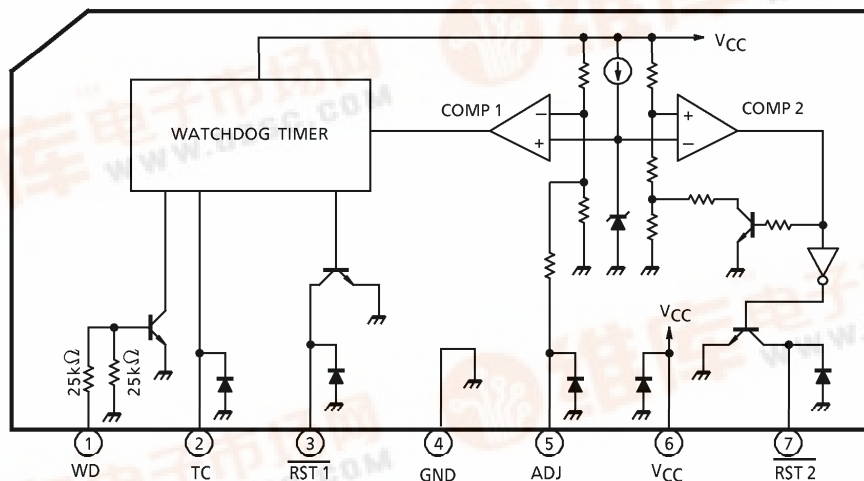 VCC
COMP 1
COMP 2
WATCHDOG TIMER
−
+
+
−
VCC
25kΩ
25kΩ
1
2
3
4
5
6
7
WD
TC
RST 1
GND
ADJ
VCC
RST 2